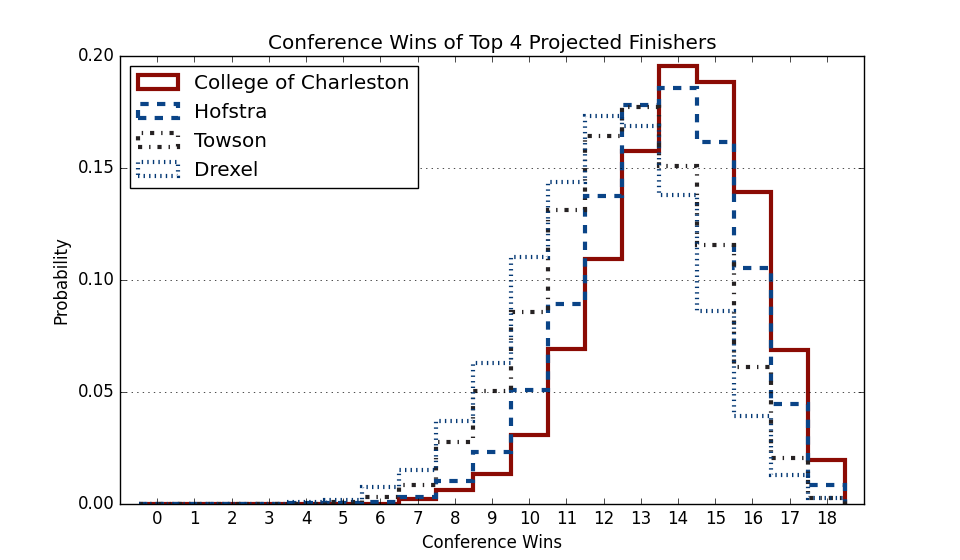 Conference Wins of Top 4 Projected Finishers
College of Charleston
Hofstra
Towson
Drexel
0.20
0.15
0.10
0.05
0.00
Probability
0 1 2 3 4 5 6 7 8 9 10 11 12 13 14 15 16 17 18
Conference Wins